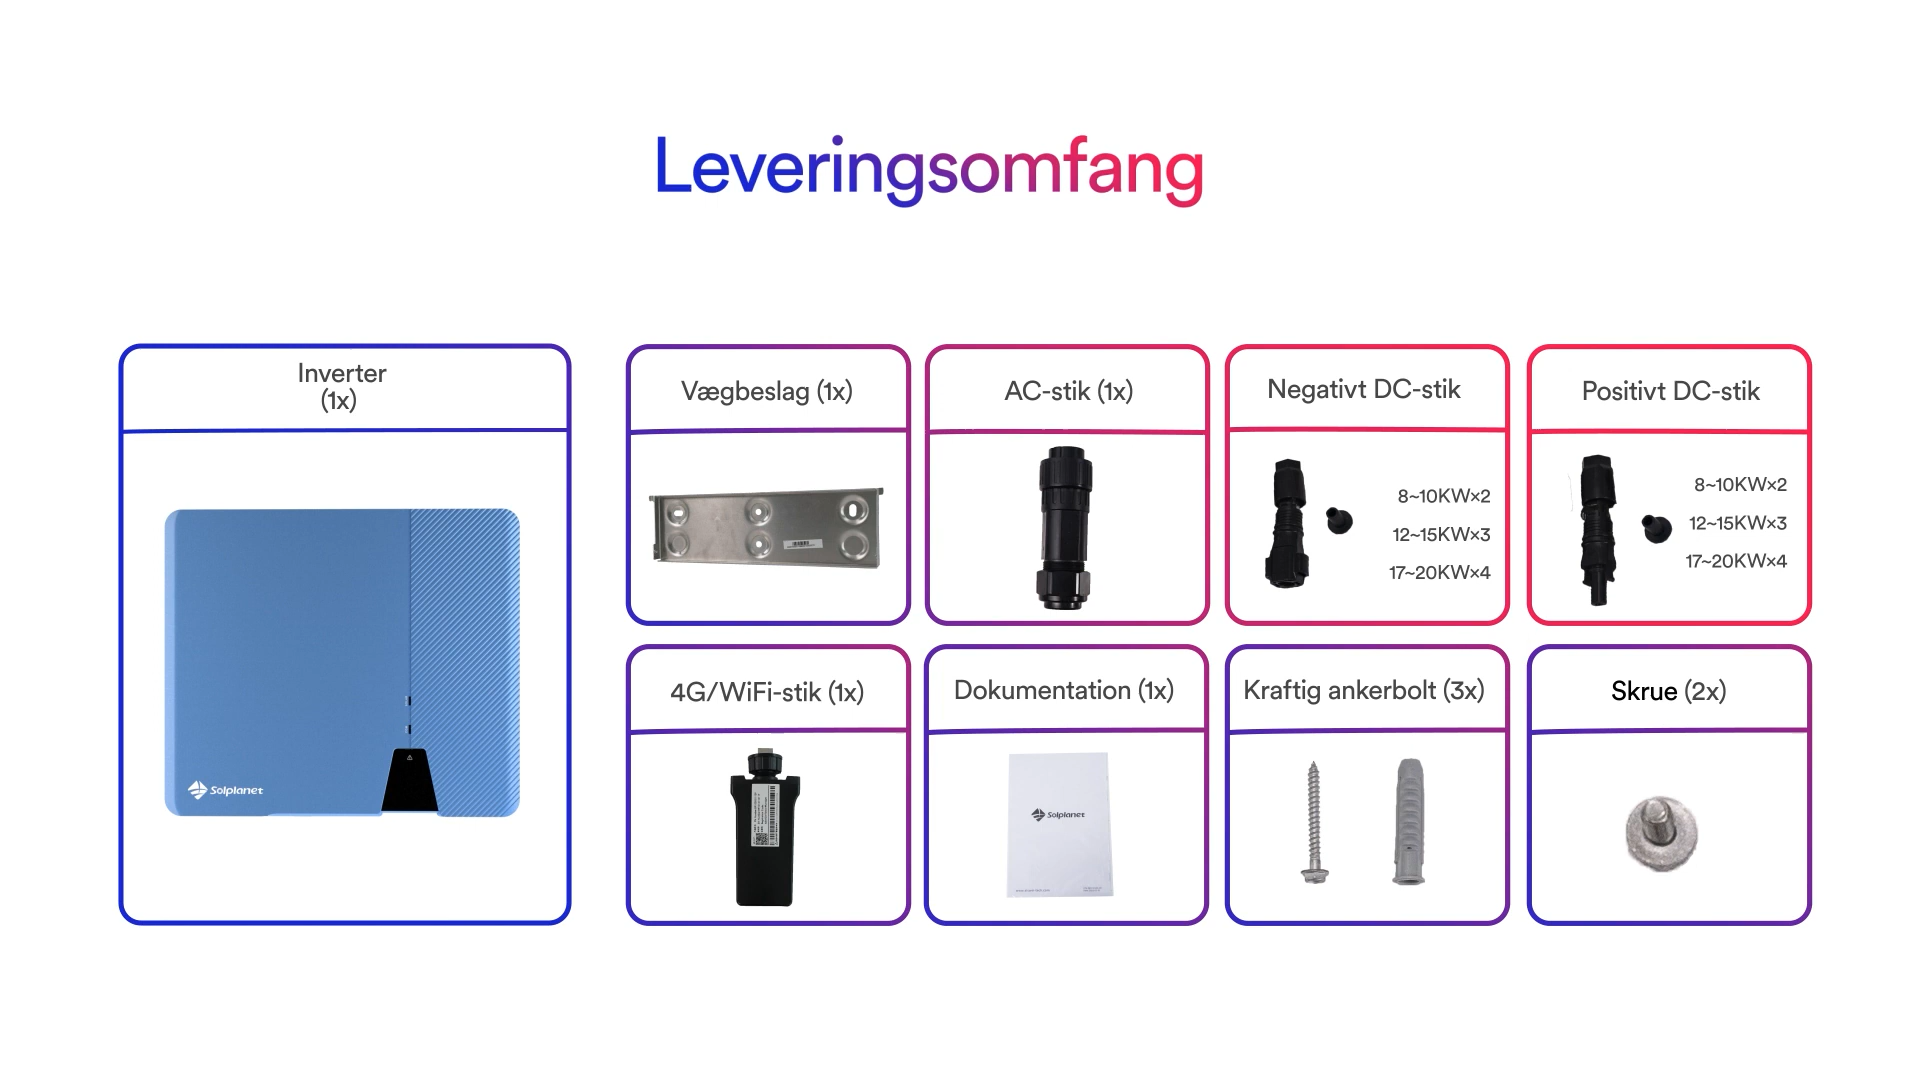 Leveringsomfang
Inverter
(1x)
Solplanet
Vægbeslag (1x)
AC-stik (1x)
Negativt DC-stik
8~10KW×2
12~15KW×3
17~20KW×4
Positivt DC-stik
8~10KW×2
12~15KW×3
17~20KW×4
4G/WiFi-stik (1x)
Dokumentation (1x)
Solplanet
Kraftig ankerbolt (3x)
Skrue (2x)